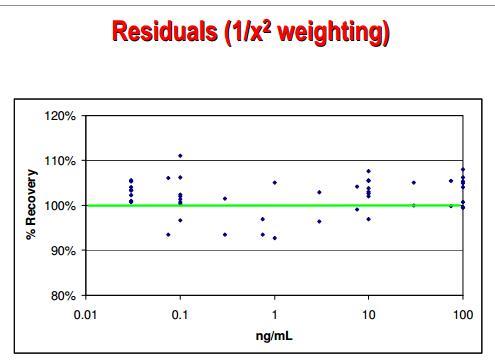 Residuals (1/x² weighting)
120%
110%
100%
90%
80%
% Recovery
0.01 0.1 1 10 100
ng/mL